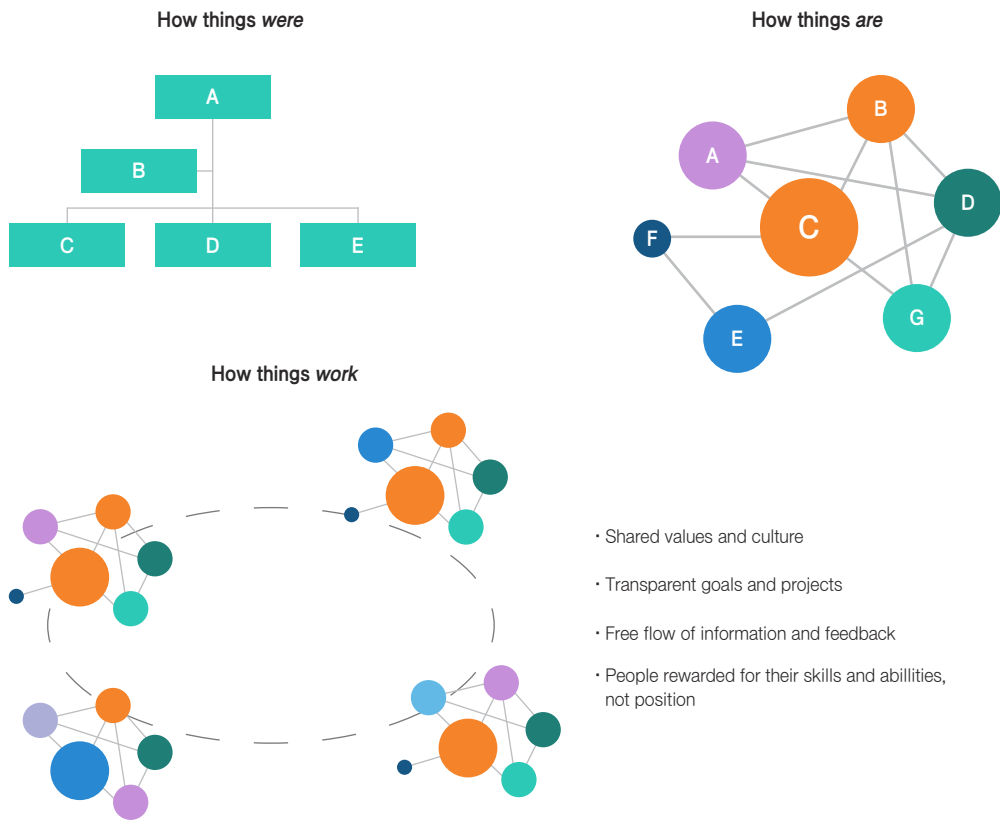 How things were
A
B
C
D
E
How things are
B
A
D
C
F
G
E
How things work
· Shared values and culture
· Transparent goals and projects
· Free flow of information and feedback
· People rewarded for their skills and abillities,
not position